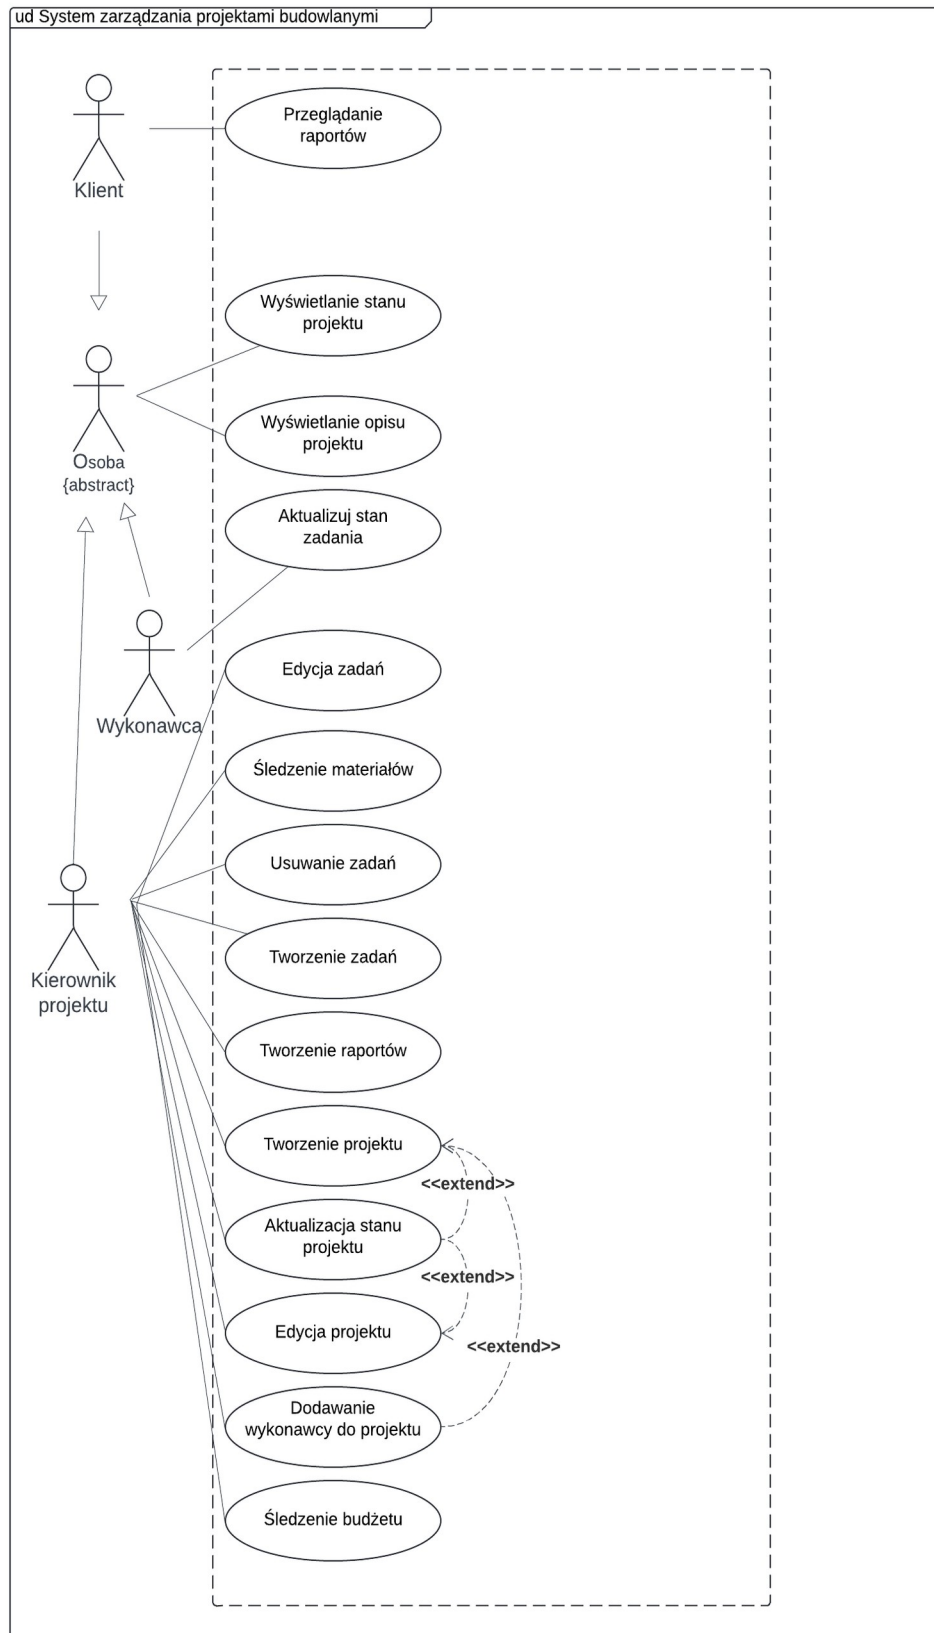 ud System zarządzania projektami budowlanymi
Przeglądanie
raportów
Klient
Wyświetlanie stanu
projektu
Wyświetlanie opisu
projektu
Osoba
{abstract}
Aktualizuj stan
zadania
Wykonawca
Edycja zadań
Śledzenie materiałów
Usuwanie zadań
Tworzenie zadań
Kierownik
projektu
Tworzenie raportów
Tworzenie projektu
<<extend>>
Aktualizacja stanu
projektu
<<extend>>
Edycja projektu
<<extend>>
Dodawanie
wykonawcy do projektu
Śledzenie budżetu